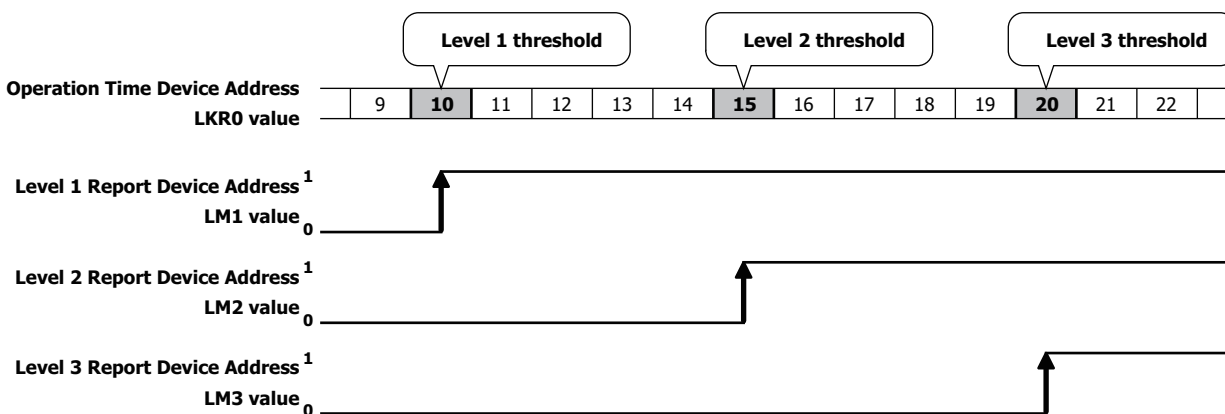 Level 1 threshold Level 2 threshold Level 3 threshold
Operation Time Device Address
LKR0 value
9 10 11 12 13 14 15 16 17 18 19 20 21 22
Level 1 Report Device Address 1
LM1 value 0
Level 2 Report Device Address 1
LM2 value 0
Level 3 Report Device Address 1
LM3 value 0